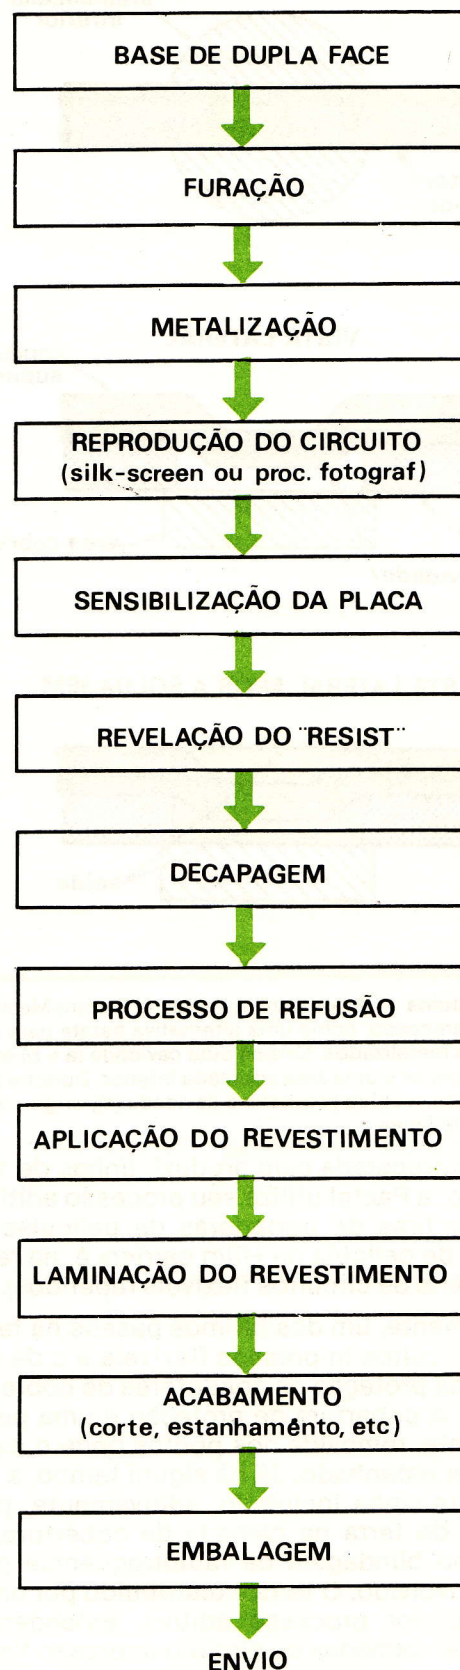 BASE DE DUPLA FACE
FURAÇÃO
METALIZAÇÃO
REPRODUÇÃO DO CIRCUITO
(silk-screen ou proc. fotograf)
SENSIBILIZAÇÃO DA PLACA
REVELAÇÃO DO ¨RESIST¨
DECAPAGEM
PROCESSO DE REFUSÃO
APLICAÇÃO DO REVESTIMENTO
LAMINAÇÃO DO REVESTIMENTO
ACABAMENTO
(corte, estanhamento, etc)
EMBALAGEM
ENVIO